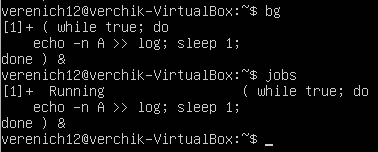 verenich12@verchik-VirtualBox:~$ bg
[1]+ ( while true; do
    echo -n A >> log; sleep 1;
done ) &
verenich12@verchik-VirtualBox:~$ jobs
[1]+  Running                 ( while true; do
    echo -n A >> log; sleep 1;
done ) &
verenich12@verchik-VirtualBox:~$ _